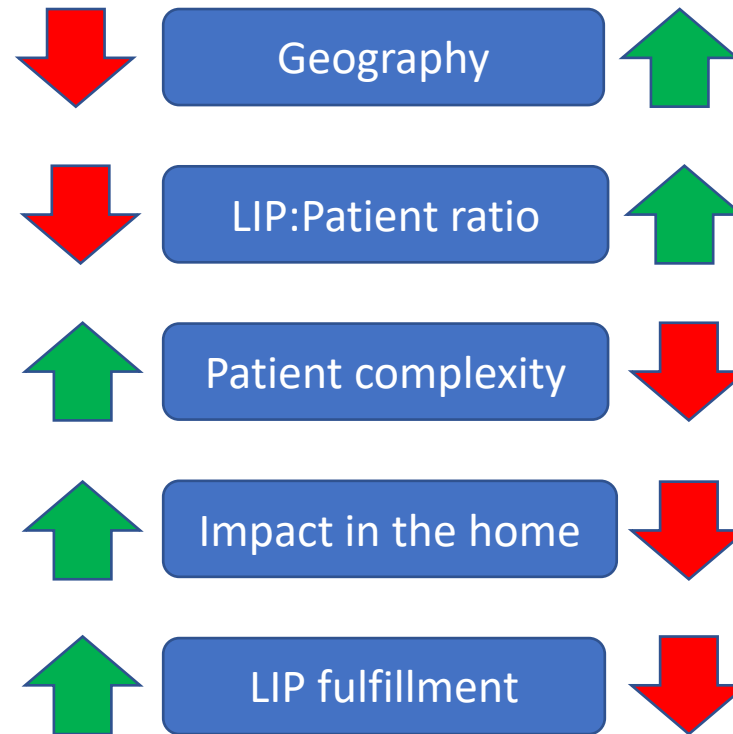 Geography
LIP:Patient ratio
Patient complexity
Impact in the home
LIP fulfillment